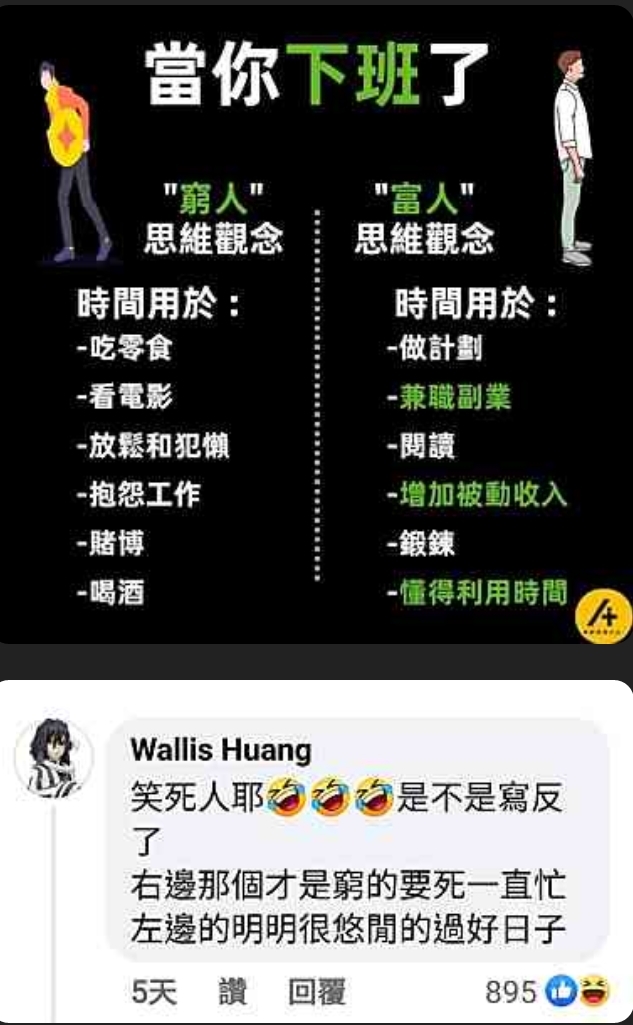 當你下班了
"窮人"
思維觀念
時間用於：
-吃零食
-看電影
-放鬆和犯懶
-抱怨工作
-賭博
-喝酒
"富人"
思維觀念
時間用於：
-做計劃
-兼職副業
-閱讀
-增加被動收入
-鍛鍊
-懂得利用時間
Wallis Huang
笑死人耶🤣🤣🤣是不是寫反
了
右邊那個才是窮的要死一直忙
左邊的明明很悠閒的過好日子
5天 讚 回覆 895